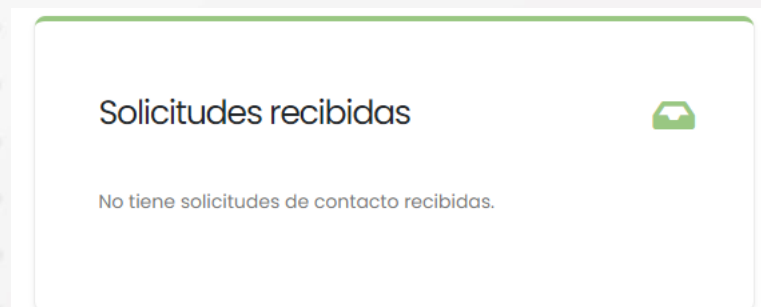 Solicitudes recibidas
No tiene solicitudes de contacto recibidas.